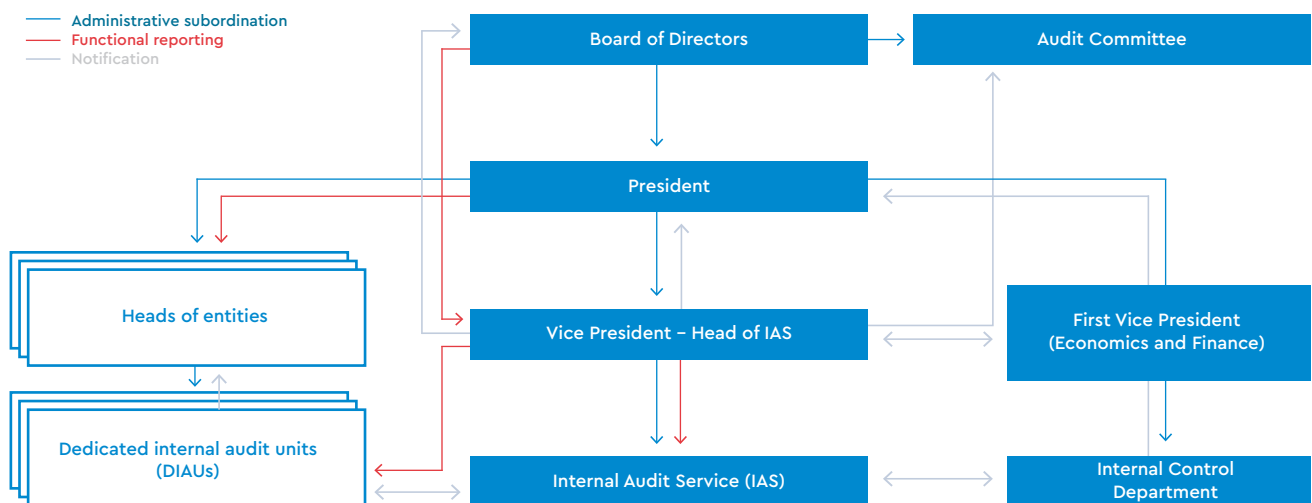 Administrative subordination
Functional reporting
Notification
Board of Directors
Audit Committee
President
Heads of entities
Vice President – Head of IAS
First Vice President
(Economics and Finance)
Dedicated internal audit units
(DIAUs)
Internal Audit Service (IAS)
Internal Control
Department